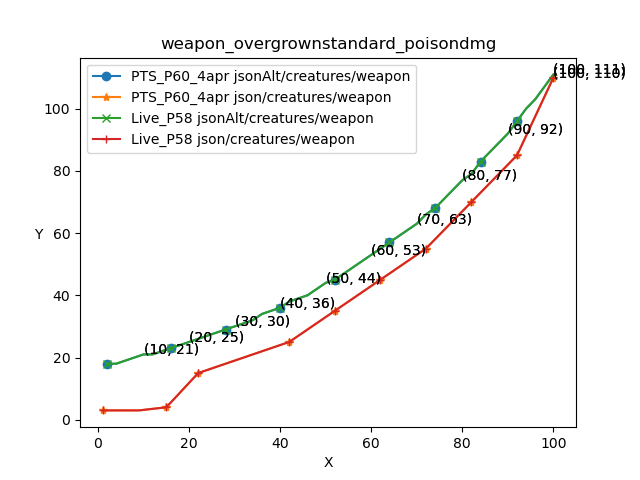 weapon_overgrownstandard_poisondmg
PTS_P60_4apr jsonAlt/creatures/weapon
PTS_P60_4apr json/creatures/weapon
Live_P58 jsonAlt/creatures/weapon
Live_P58 json/creatures/weapon
(100, 111)
(100, 110)
(90, 92)
(80, 77)
(70, 63)
(60, 53)
(50, 44)
(40, 36)
(30, 30)
(20, 25)
(10, 21)
Y
100
80
60
40
20
0
0 20 40 60 80 100
X